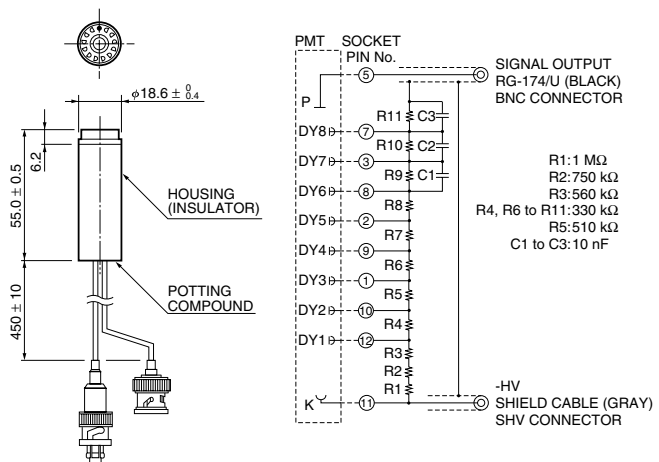 φ18.6 ± 0 0.4
6.2
55.0 ± 0.5
450 ± 10
HOUSING
(INSULATOR)
POTTING
COMPOUND
PMT
SOCKET
PIN No.
P
5
SIGNAL OUTPUT
RG-174/U (BLACK)
BNC CONNECTOR
R11
C3
DY8
7
R10
C2
DY7
3
R9
C1
DY6
8
R8
DY5
2
R7
DY4
9
R6
DY3
1
R5
DY2
10
R4
DY1
12
R3
R2
R1
K
11
R1:1 MΩ
R2:750 kΩ
R3:560 kΩ
R4, R6 to R11:330 kΩ
R5:510 kΩ
C1 to C3:10 nF
-HV
SHIELD CABLE (GRAY)
SHV CONNECTOR